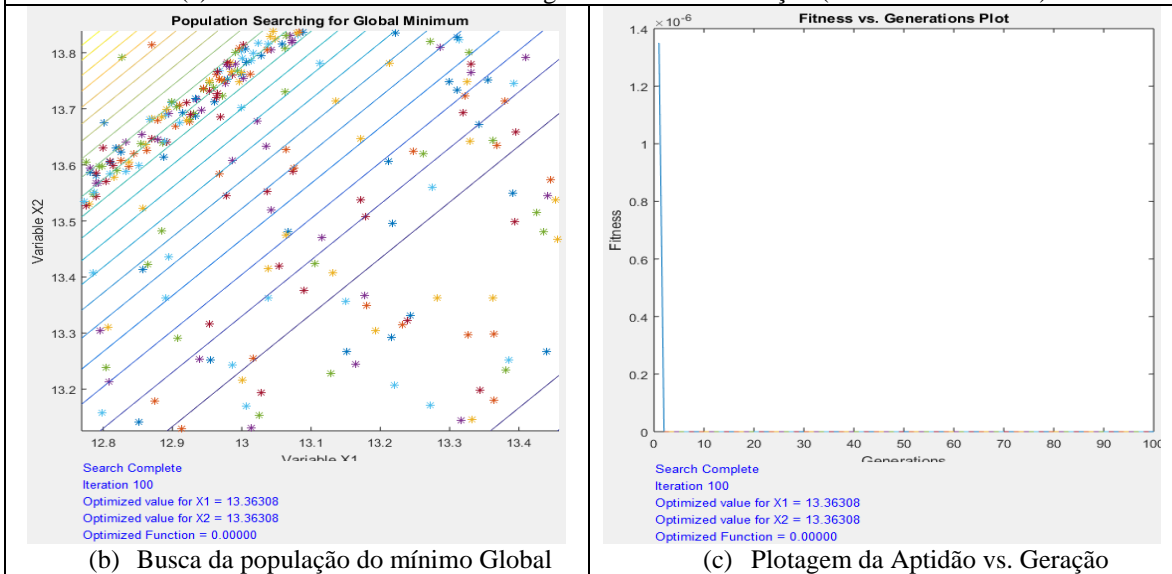 Population Searching for Global Minimum
Variable X2
13.8
13.7
13.6
13.5
13.4
13.3
13.2
12.8 12.9 13 13.1 13.2 13.3 13.4
Variable X1
Search Complete
Iteration 100
Optimized value for X1 = 13.36308
Optimized value for X2 = 13.36308
Optimized Function = 0.00000
(b) Busca da população do mínimo Global
Fitness vs. Generations Plot
×10⁻⁶
Fitness
1.4
1.2
1
0.8
0.6
0.4
0.2
0
0 10 20 30 40 50 60 70 80 90 100
Generations
Search Complete
Iteration 100
Optimized value for X1 = 13.36308
Optimized value for X2 = 13.36308
Optimized Function = 0.00000
(c) Plotagem da Aptidão vs. Geração